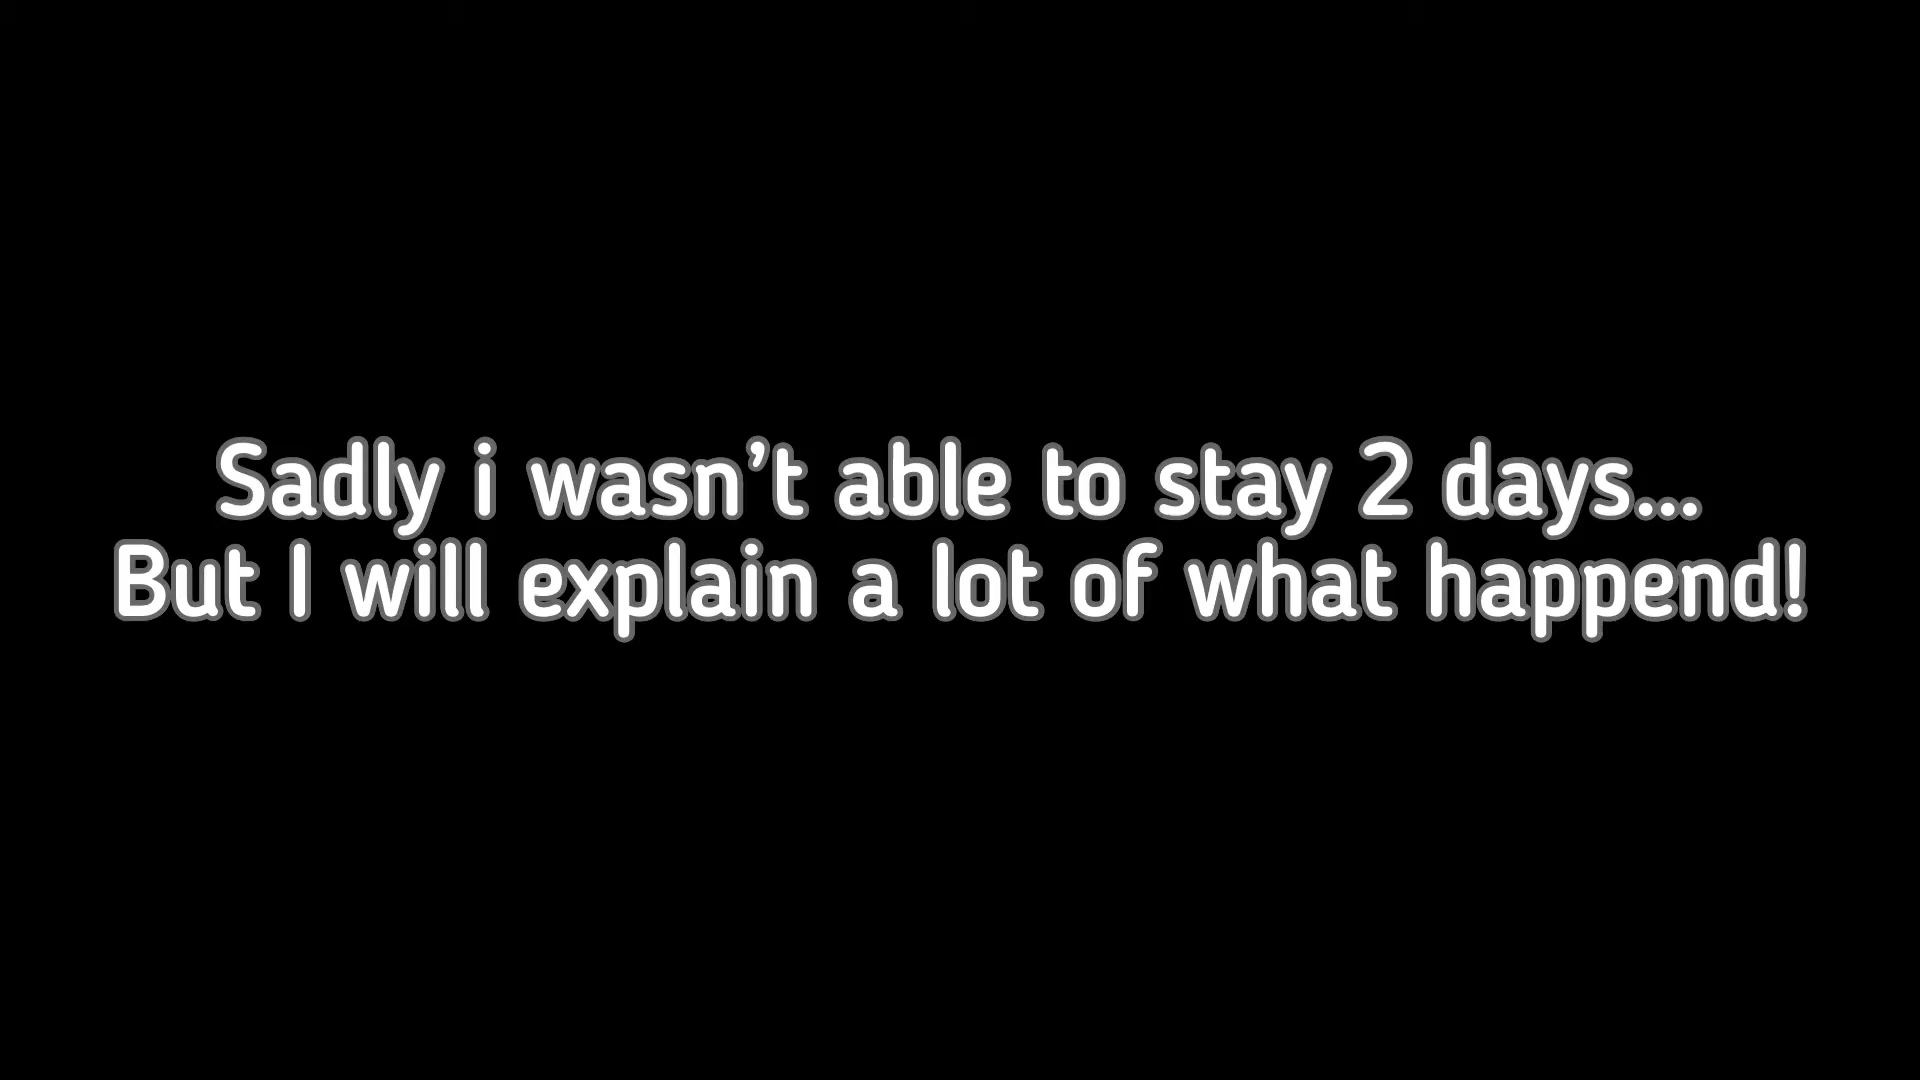 Sadly i wasn’t able to stay 2 days...
But I will explain a lot of what happend!